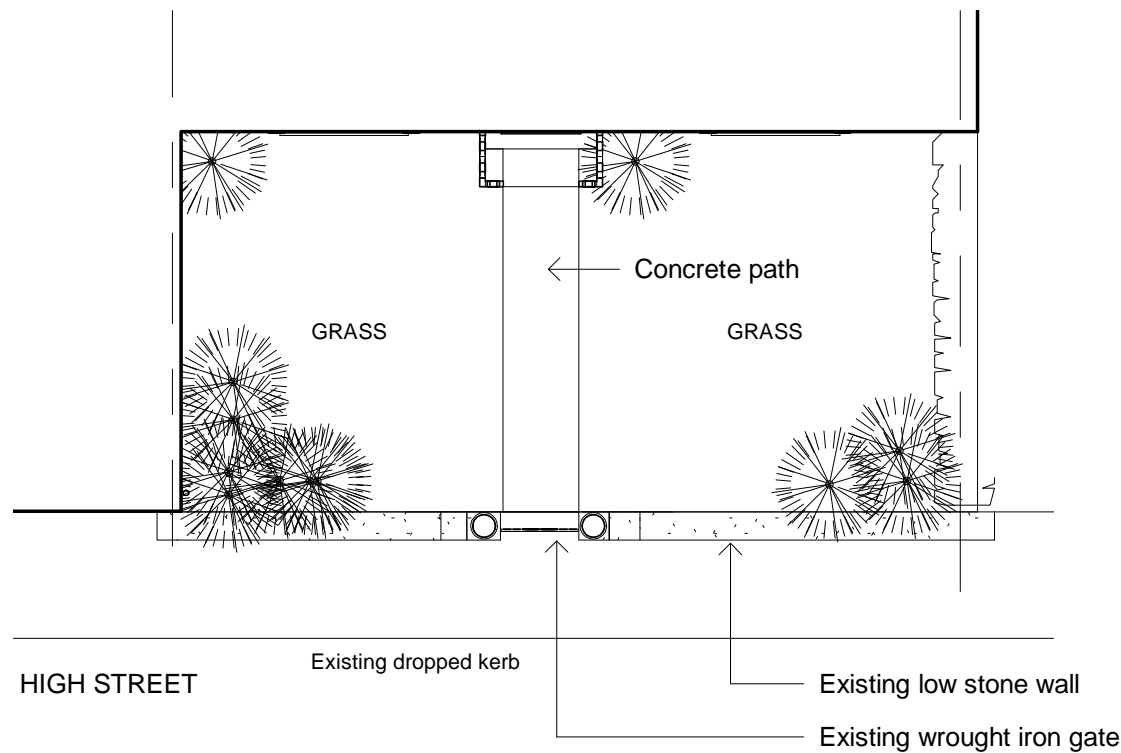 Concrete path
GRASS
GRASS
Existing dropped kerb
HIGH STREET
Existing low stone wall
Existing wrought iron gate